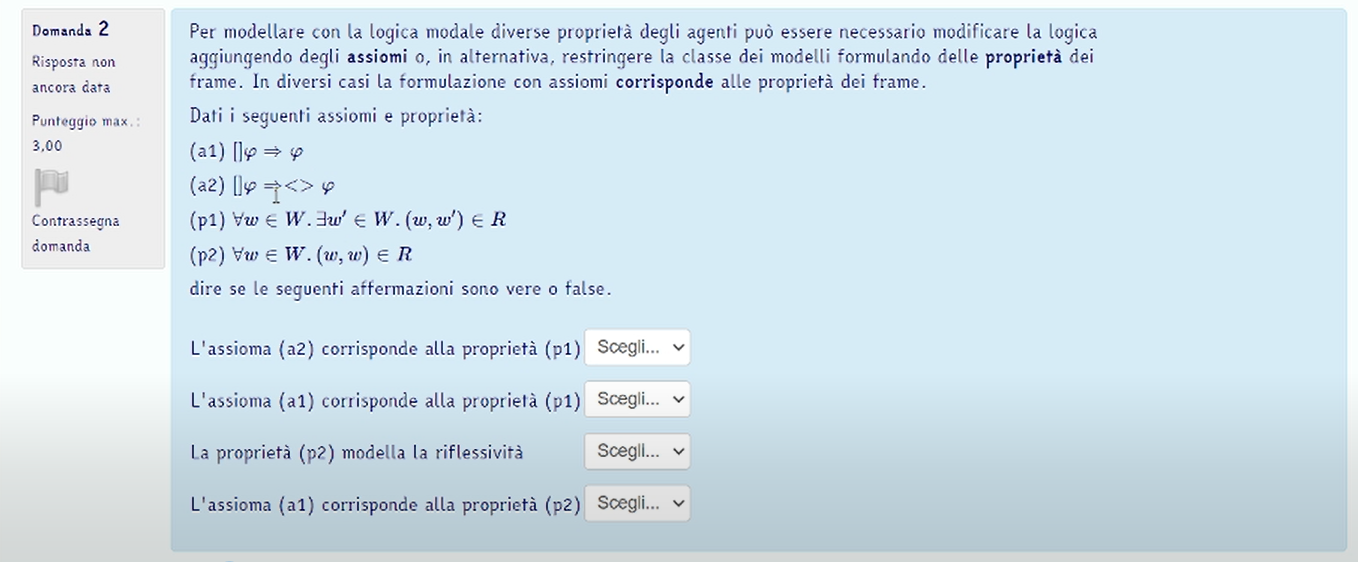 Domanda 2
Risposta non
ancora data
Punteggio max.:
3,00
Contrassegna
domanda
Per modellare con la logica modale diverse proprietà degli agenti può essere necessario modificare la logica
aggiungendo degli assiomi o, in alternativa, restringere la classe dei modelli formulando delle proprietà dei
frame. In diversi casi la formulazione con assiomi corrisponde alle proprietà dei frame.
Dati i seguenti assiomi e proprietà:
(a1) []φ ⇒ φ
(a2) []φ ⇒<> φ
(p1) ∀w ∈ W. ∃w′ ∈ W. (w, w′) ∈ R
(p2) ∀w ∈ W. (w, w) ∈ R
dire se le seguenti affermazioni sono vere o false.
L'assioma (a2) corrisponde alla proprietà (p1) Scegli...
L'assioma (a1) corrisponde alla proprietà (p1) Scegli...
La proprietà (p2) modella la riflessività Scegli...
L'assioma (a1) corrisponde alla proprietà (p2) Scegli...